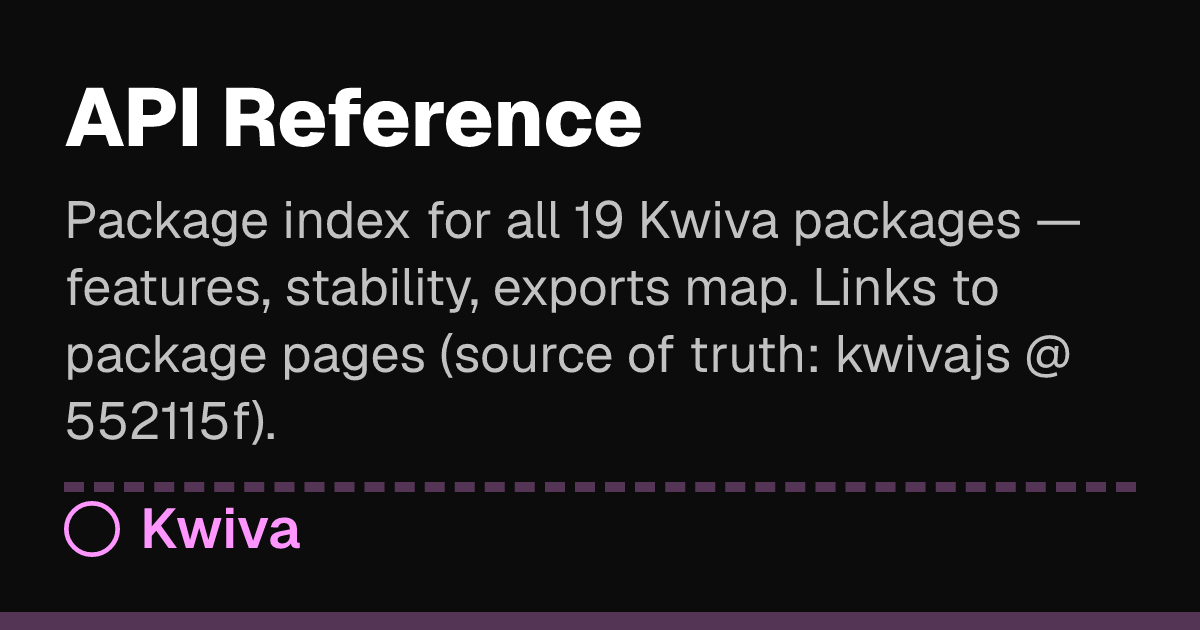 API Reference
Package index for all 19 Kwiva packages —
features, stability, exports map. Links to
package pages (source of truth: kwivajs @
552115f).
Kwiva